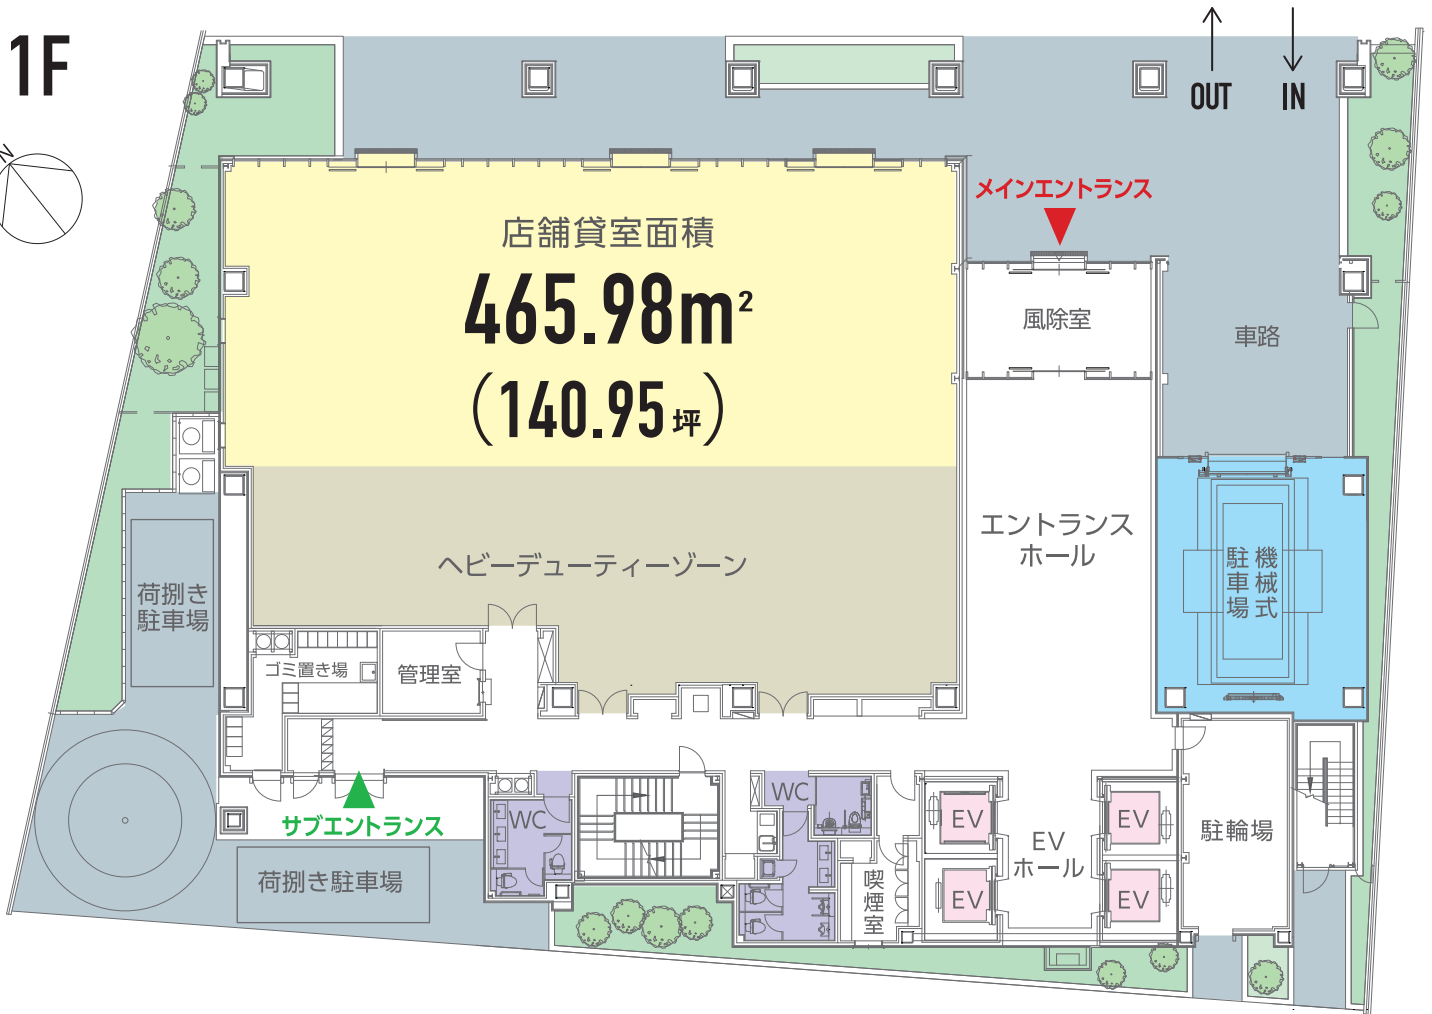 1F
OUT
IN
N
メインエントランス
店舗貸室面積
465.98m²
(140.95坪)
風除室
車路
エントランス
ホール
ヘビーデューティーゾーン
機械式
駐車場
荷捌き
駐車場
ゴミ置き場
管理室
サブエントランス
WC
WC
荷捌き駐車場
喫煙室
EV
EV
EV
ホール
EV
EV
駐輪場